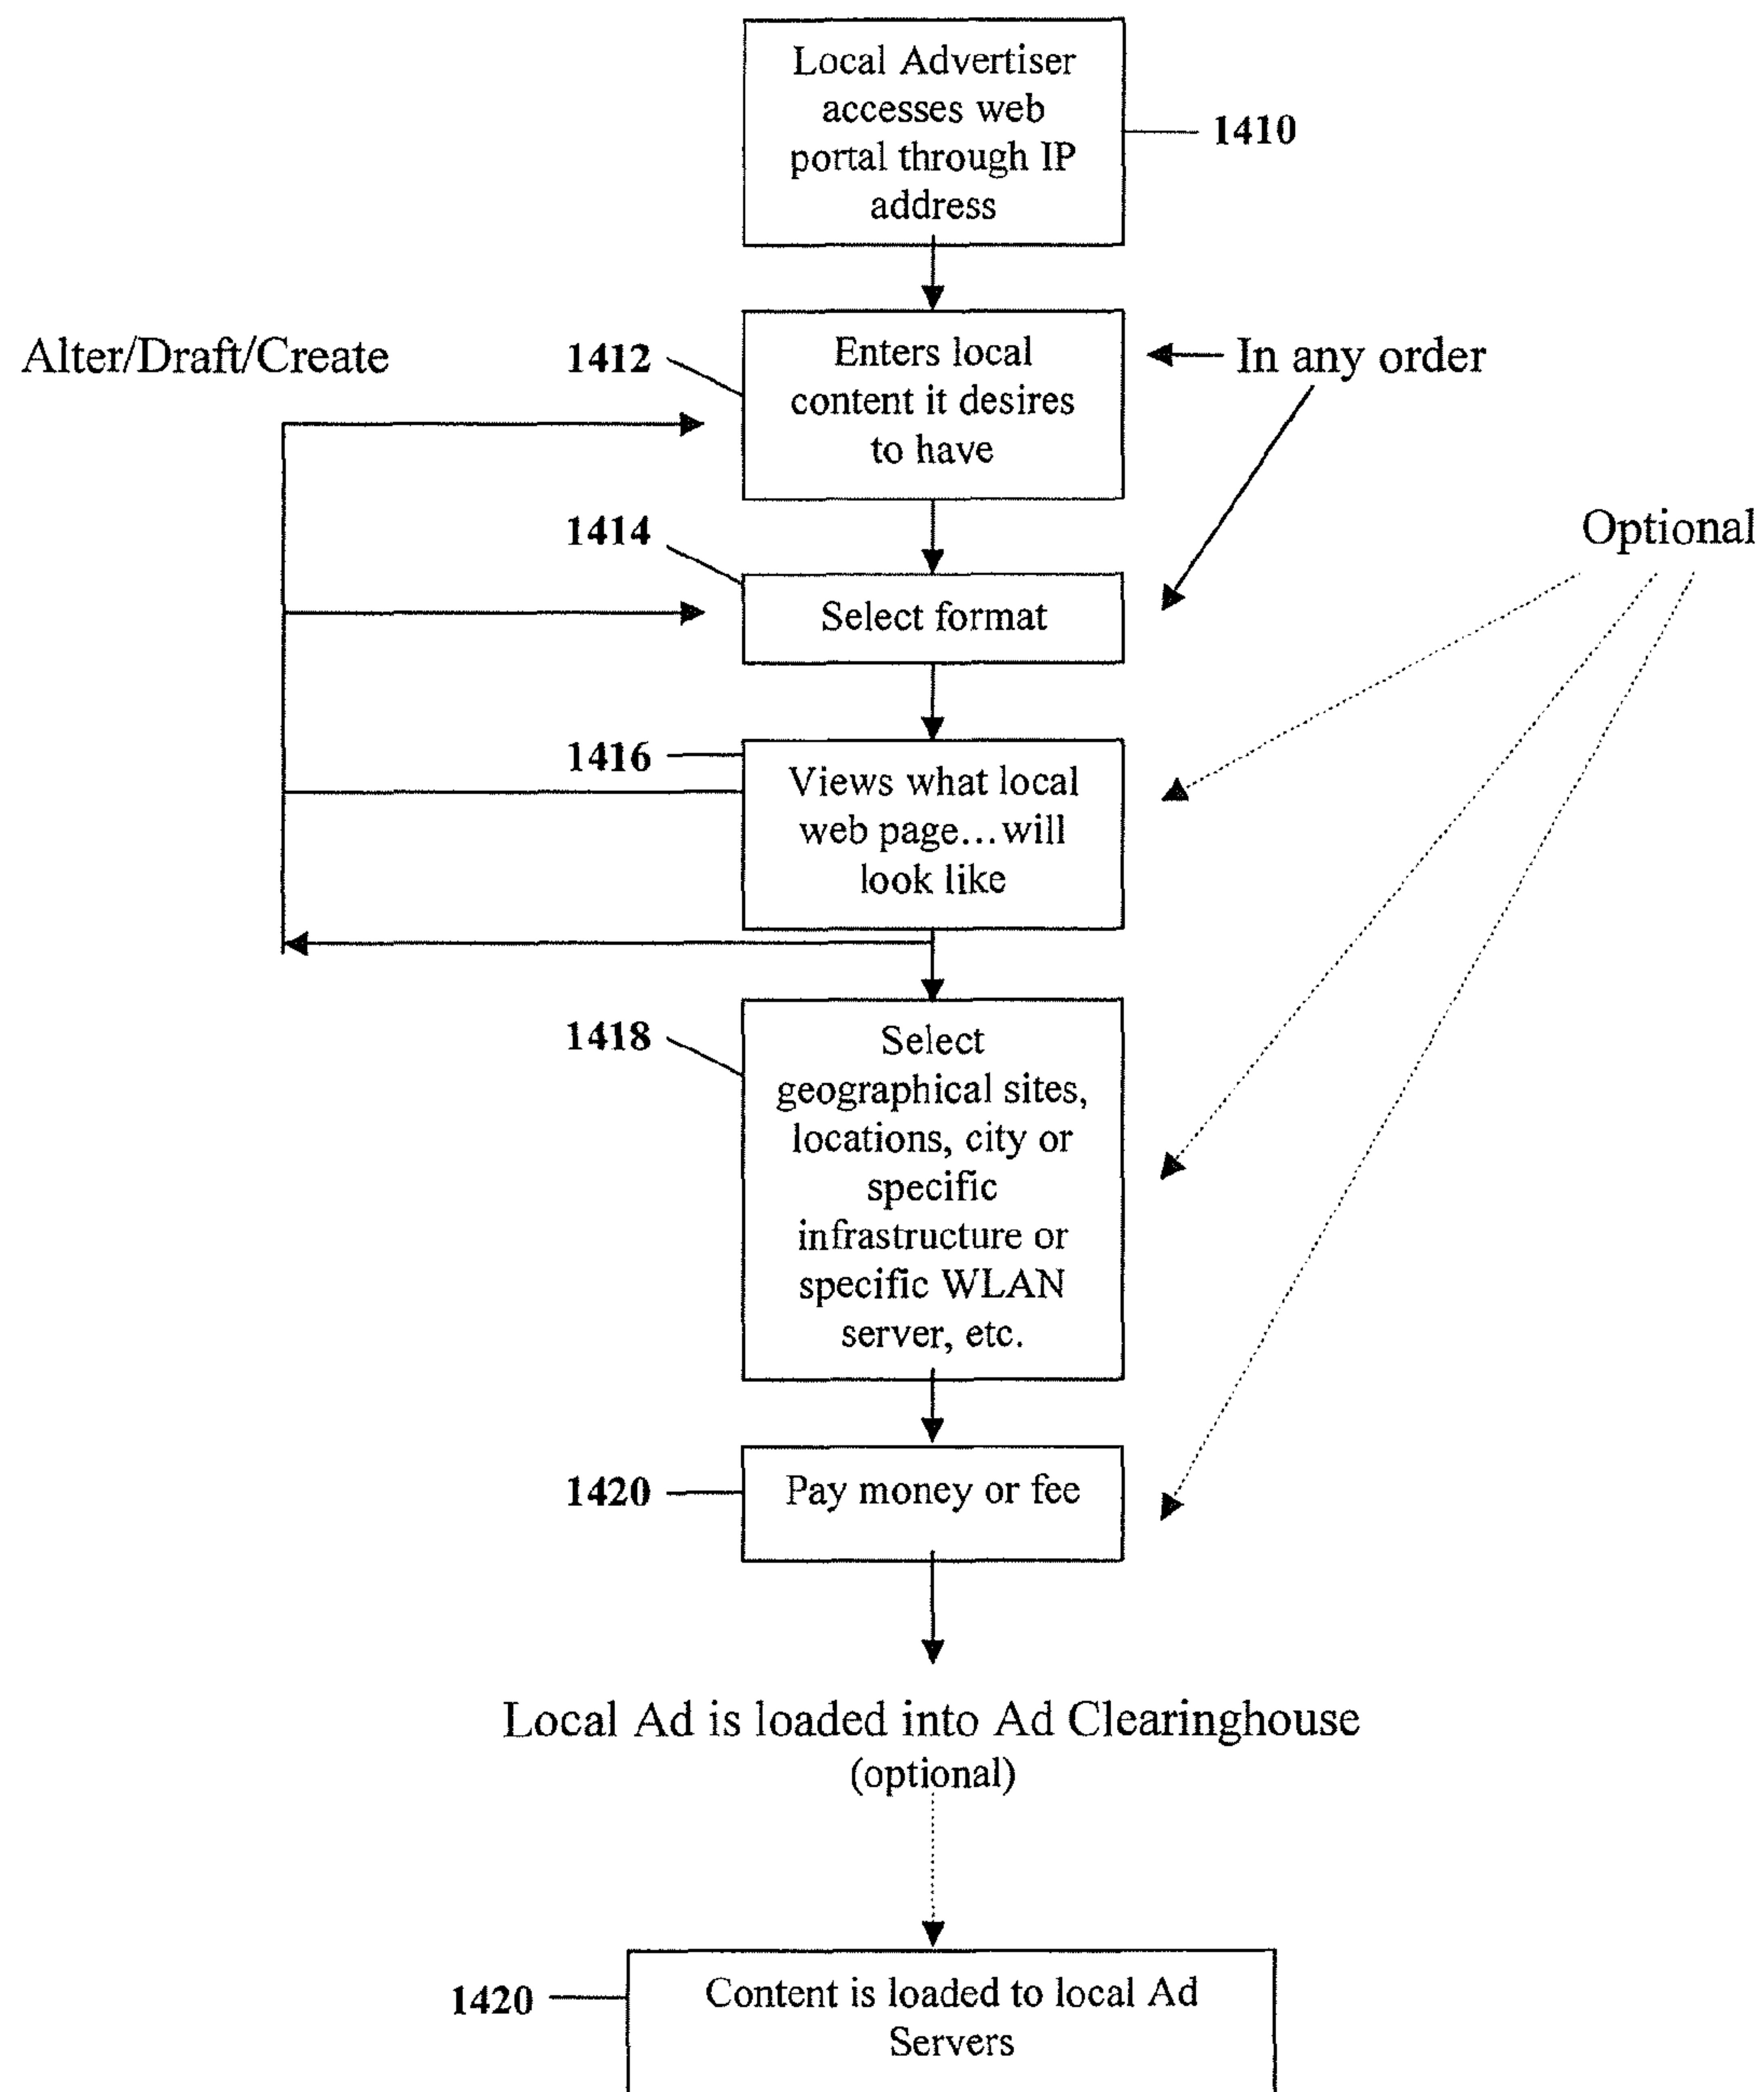 Local Advertiser
accesses web
portal through IP
address
1410
Alter/Draft/Create
1412
Enters local
content it desires
to have
In any order
1414
Select format
Optional
1416
Views what local
web page...will
look like
1418
Select
geographical sites,
locations, city or
specific
infrastructure or
specific WLAN
server, etc.
1420
Pay money or fee
Local Ad is loaded into Ad Clearinghouse
(optional)
1420
Content is loaded to local Ad
Servers